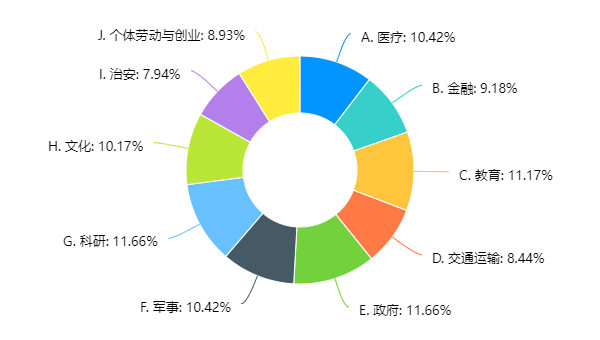 J. 个体劳动与创业: 8.93%
A. 医疗: 10.42%
I. 治安: 7.94%
B. 金融: 9.18%
H. 文化: 10.17%
C. 教育: 11.17%
G. 科研: 11.66%
D. 交通运输: 8.44%
F. 军事: 10.42%
E. 政府: 11.66%